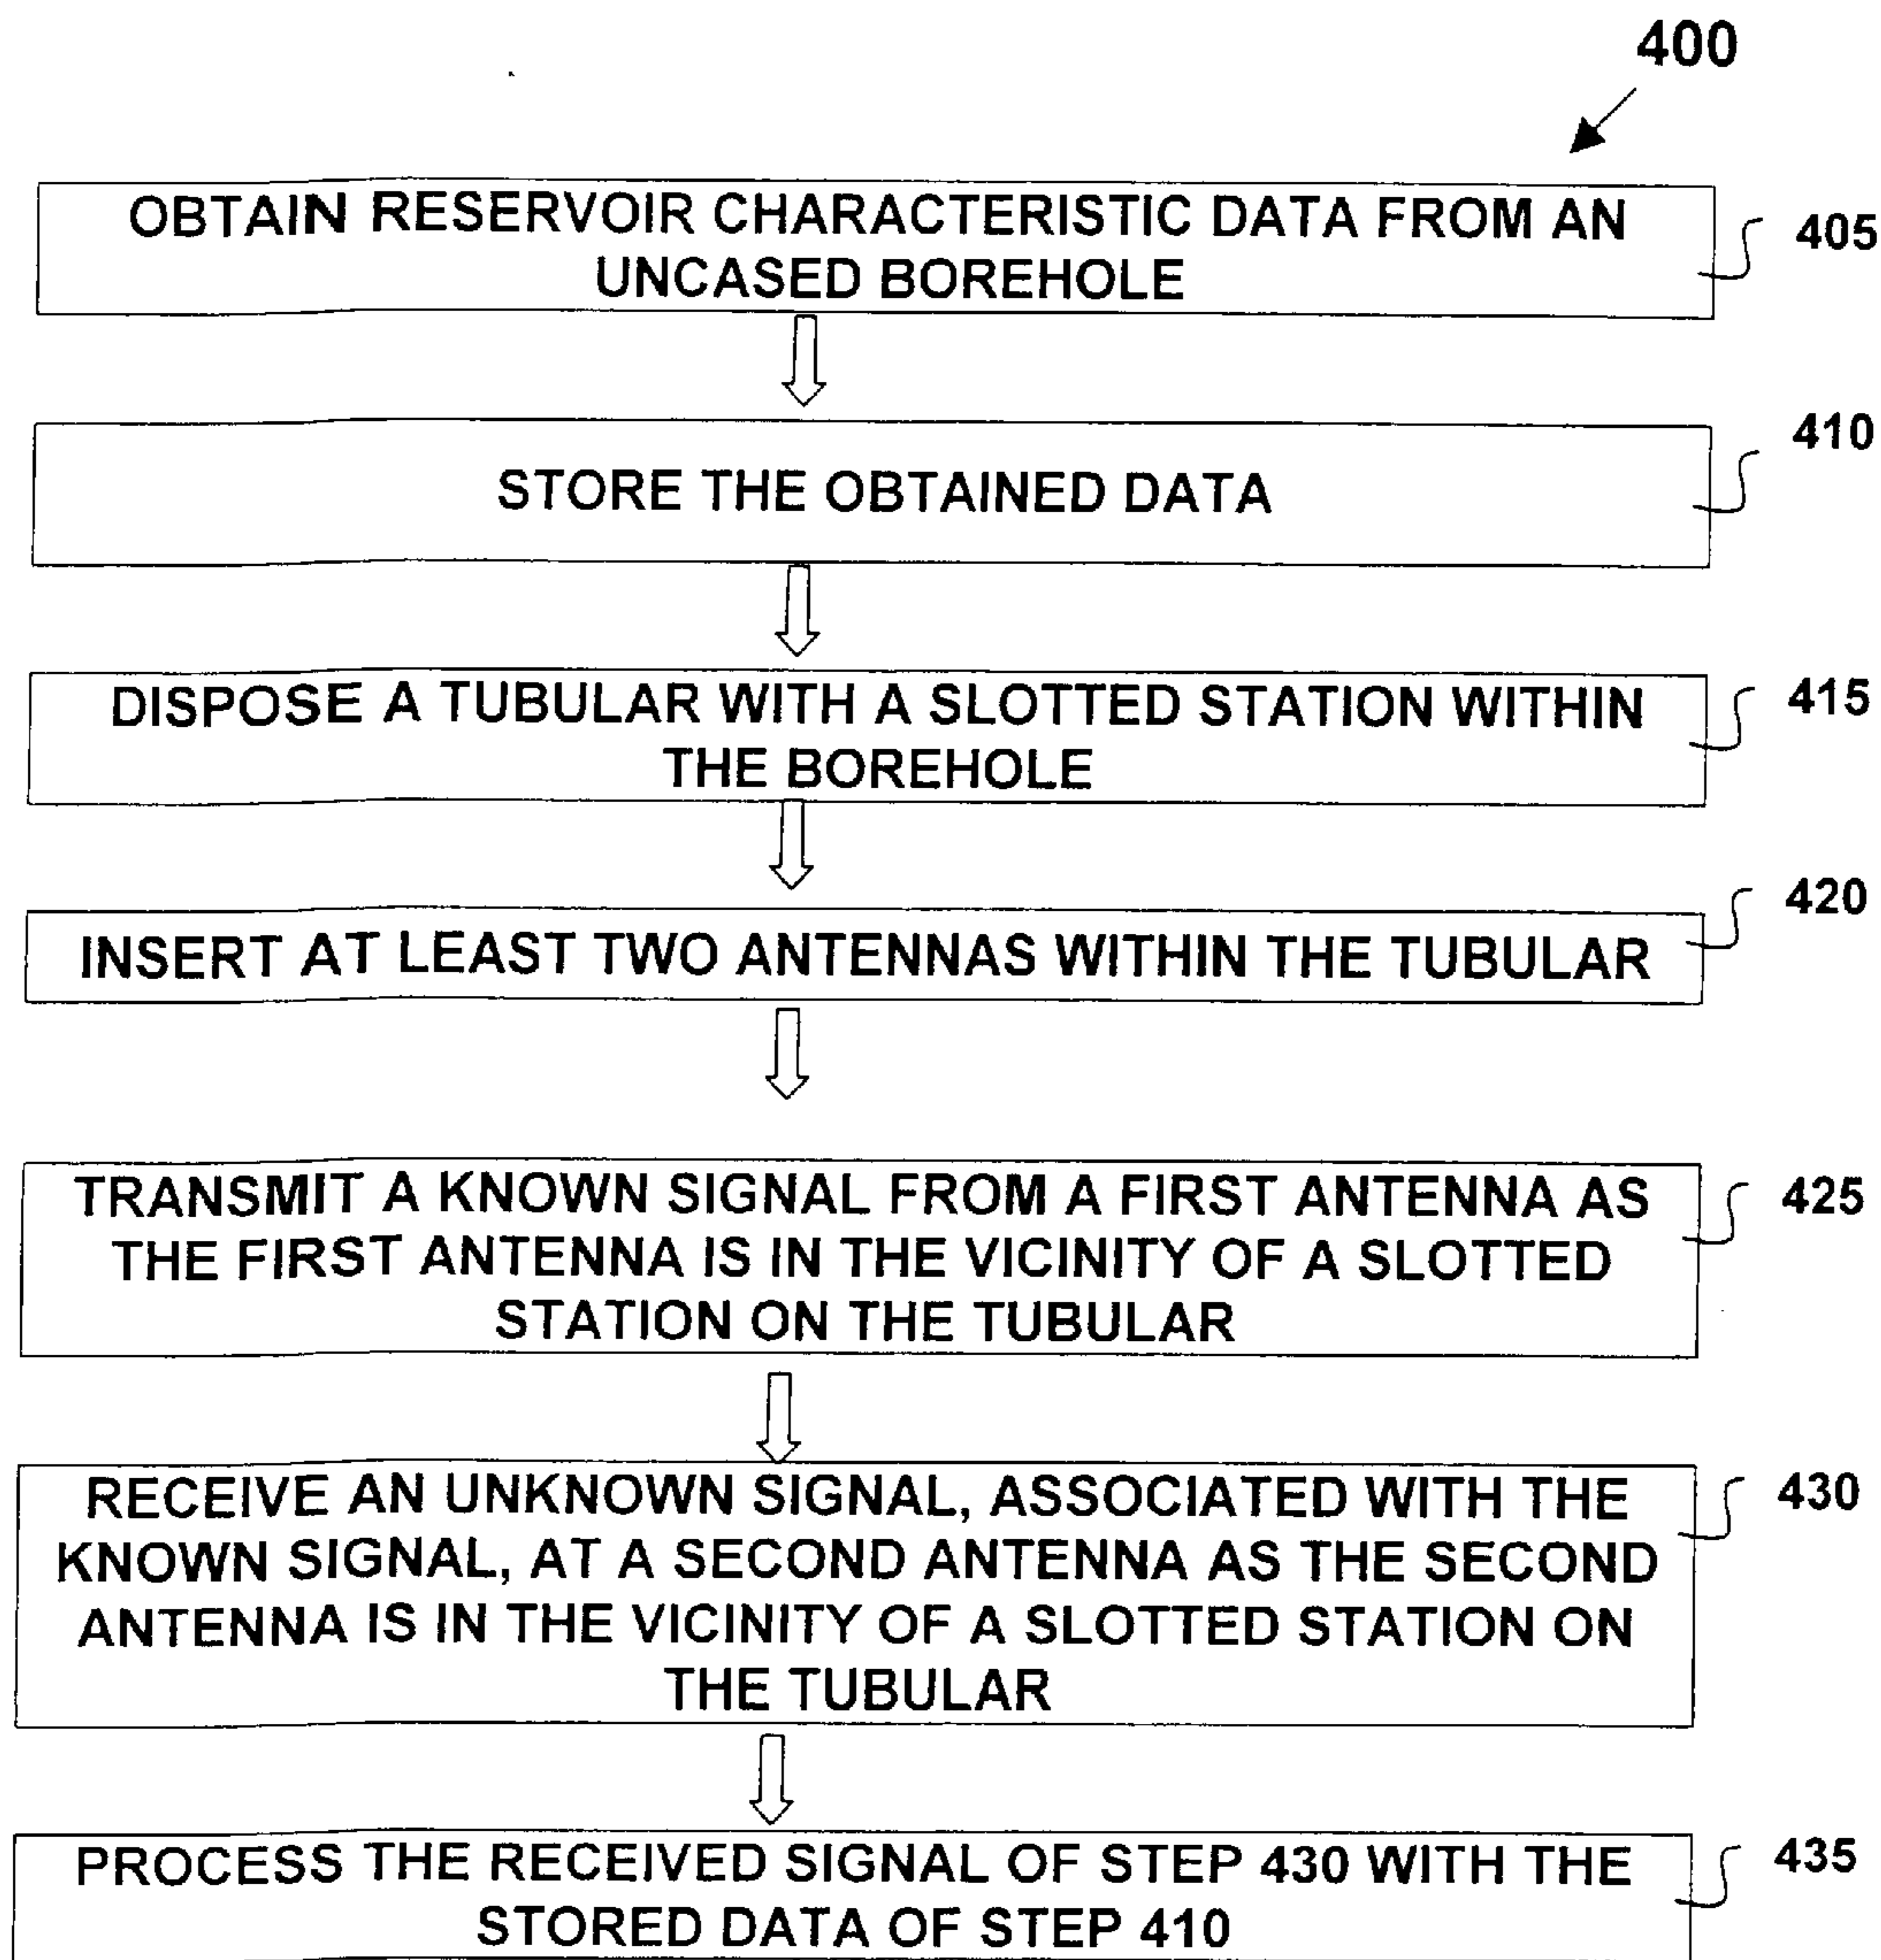 400
OBTAIN RESERVOIR CHARACTERISTIC DATA FROM AN
UNCASED BOREHOLE
405
STORE THE OBTAINED DATA
410
DISPOSE A TUBULAR WITH A SLOTTED STATION WITHIN
THE BOREHOLE
415
INSERT AT LEAST TWO ANTENNAS WITHIN THE TUBULAR
420
TRANSMIT A KNOWN SIGNAL FROM A FIRST ANTENNA AS
THE FIRST ANTENNA IS IN THE VICINITY OF A SLOTTED
STATION ON THE TUBULAR
425
RECEIVE AN UNKNOWN SIGNAL, ASSOCIATED WITH THE
KNOWN SIGNAL, AT A SECOND ANTENNA AS THE SECOND
ANTENNA IS IN THE VICINITY OF A SLOTTED STATION ON
THE TUBULAR
430
PROCESS THE RECEIVED SIGNAL OF STEP 430 WITH THE
STORED DATA OF STEP 410
435